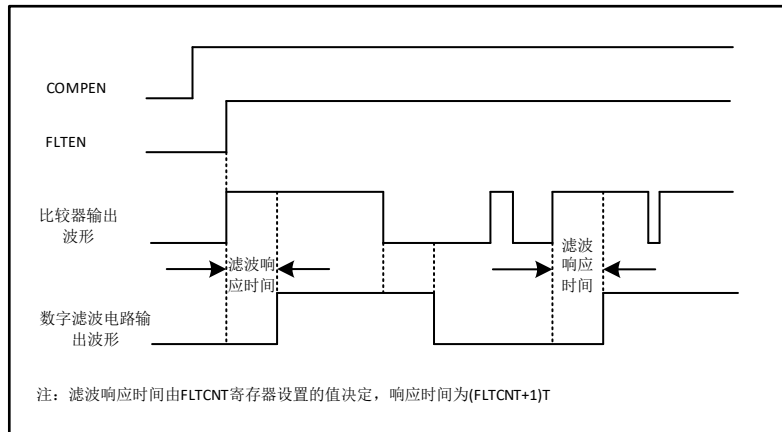 COMPEN
FLTEN
比较器输出
波形
滤波响
应时间
滤波
响应
时间
数字滤波电路输
出波形
注：滤波响应时间由FLTCNT寄存器设置的值决定，响应时间为(FLTCNT+1)T